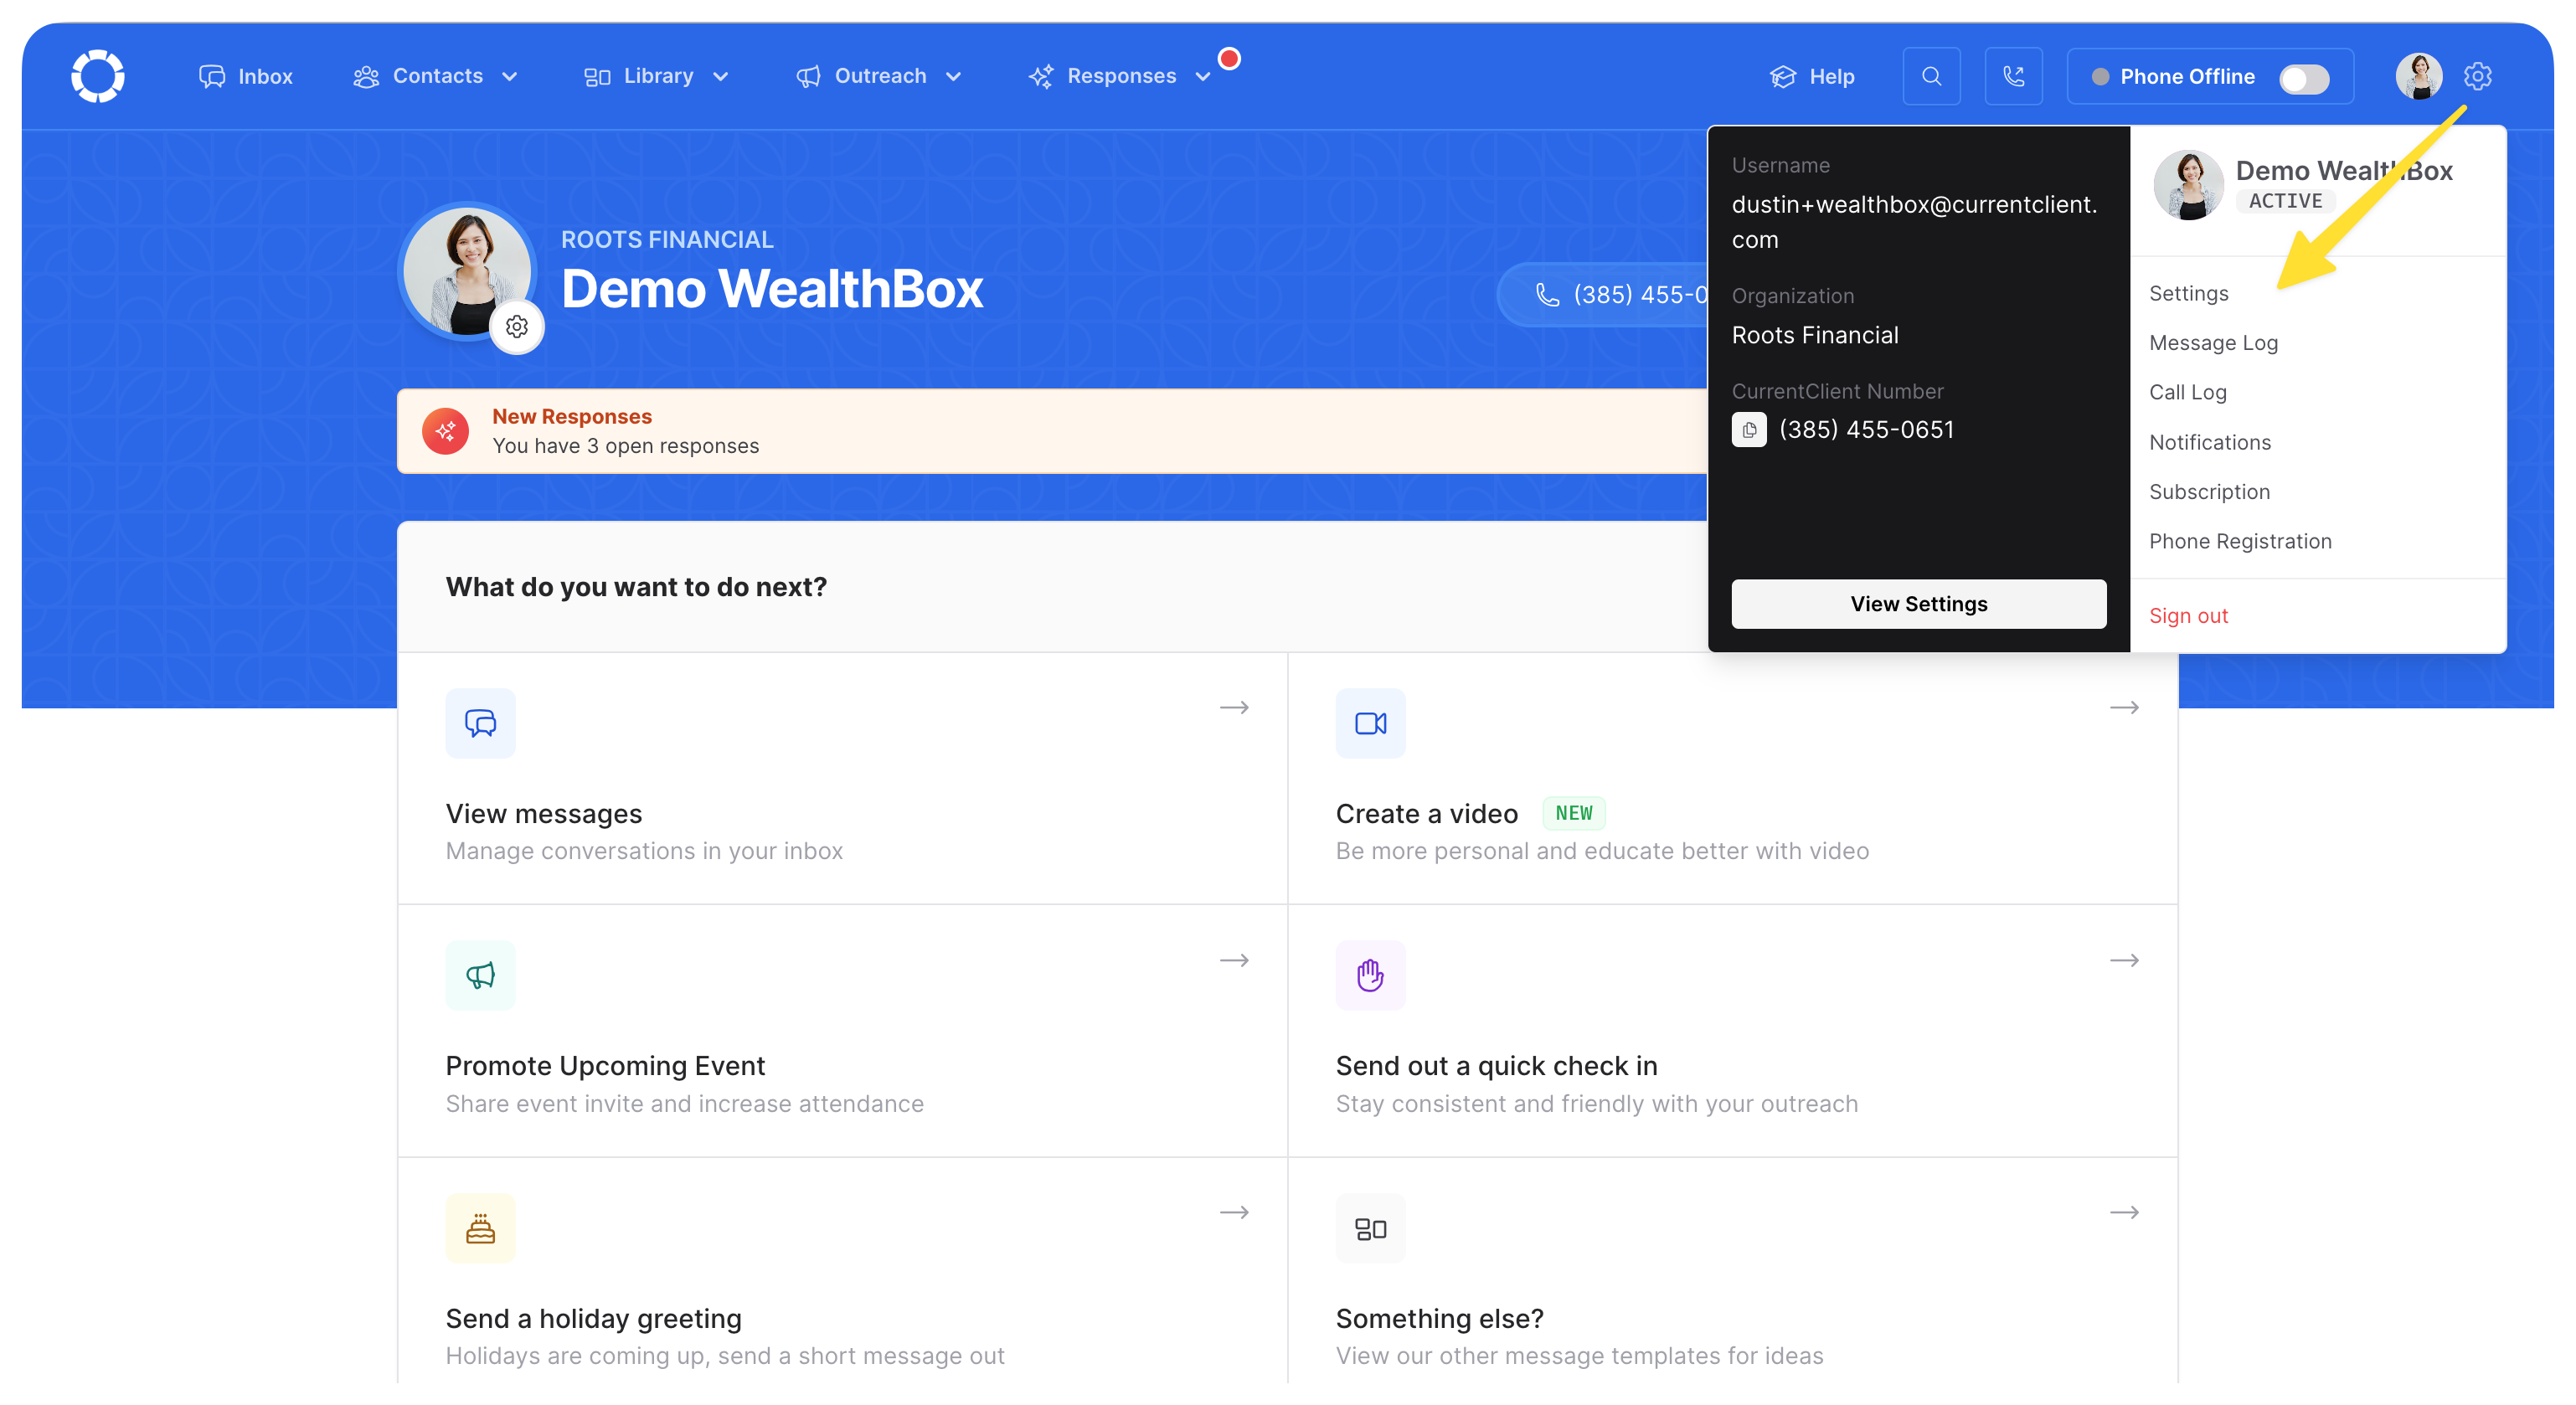 Inbox
Contacts
Library
Outreach
Responses
Help
Phone Offline
ROOTS FINANCIAL
Demo WealthBox
(385) 455-0
New Responses
You have 3 open responses
Username
dustin+wealthbox@currentclient.
com
Organization
Roots Financial
CurrentClient Number
(385) 455-0651
View Settings
Demo WealthBox
ACTIVE
Settings
Message Log
Call Log
Notifications
Subscription
Phone Registration
Sign out
What do you want to do next?
View messages
Manage conversations in your inbox
Create a video NEW
Be more personal and educate better with video
Promote Upcoming Event
Share event invite and increase attendance
Send out a quick check in
Stay consistent and friendly with your outreach
Send a holiday greeting
Holidays are coming up, send a short message out
Something else?
View our other message templates for ideas